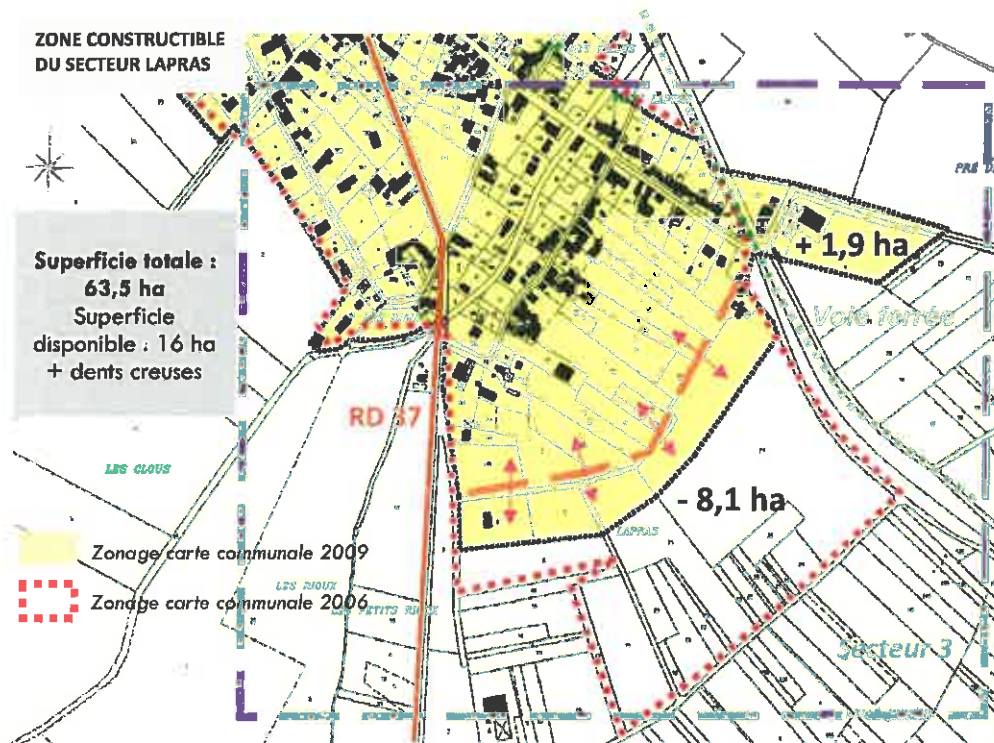 ZONE CONSTRUCTIBLE
DU SECTEUR LAPRAS
Superficie totale :
63,5 ha
Superficie
disponible : 16 ha
+ dents creuses
+ 1,9 ha
Voie ferrée
RD 37
LES CLOUS
- 8,1 ha
LAPRAS
Zonage carte communale 2009
LES RIOUX
LES PETITS RIOUX
Zonage carte communale 2006
Secteur 3